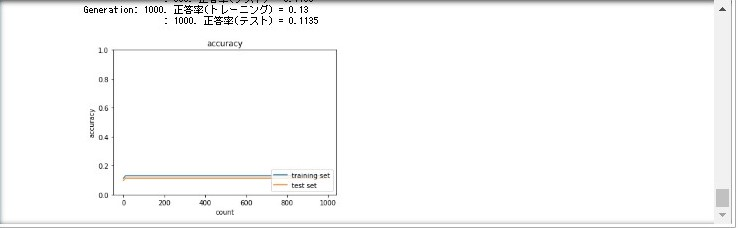 Generation: 1000. 正答率(トレーニング) = 0.13
: 1000. 正答率(テスト) = 0.1135
accuracy
1.0
0.8
0.6
0.4
0.2
0.0
accuracy
training set
test set
0 200 400 600 800 1000
count